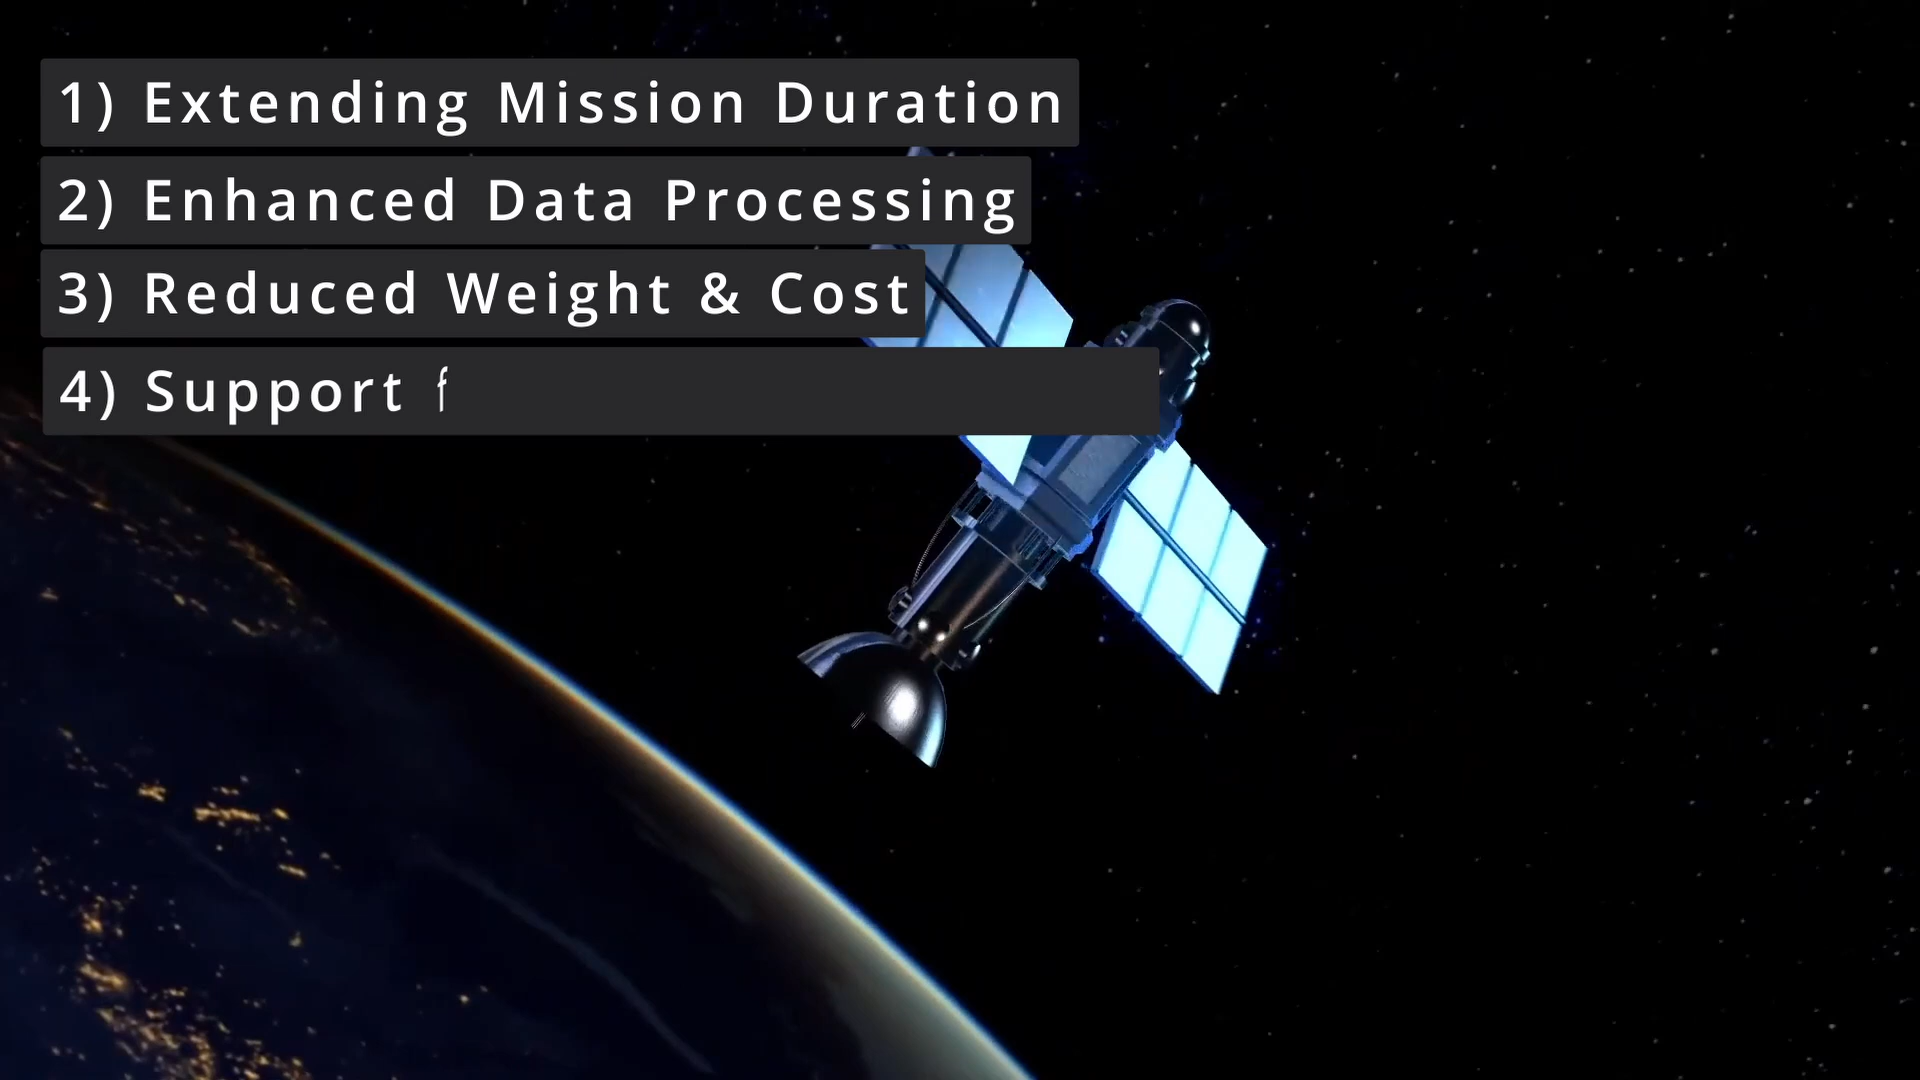 1) Extending Mission Duration
2) Enhanced Data Processing
3) Reduced Weight & Cost
4) Support f